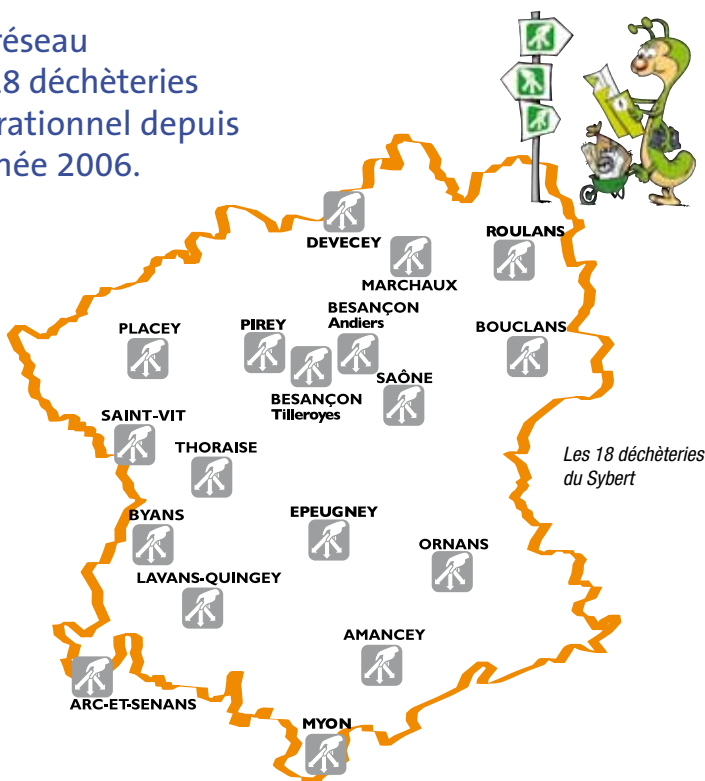 réseau
8 déchèteries
rationnel depuis
née 2006.
DEVECEY
ROULANS
MARCHAUX
BESANÇON
Andiers
PLACEY
PIREY
BOUCLANS
SAÔNE
BESANÇON
Tilleroyes
SAINT-VIT
THORAISE
Les 18 déchèteries
du Sybert
BYANS
EPEUGNEY
ORNANS
LAVANS-QUINGEY
AMANCEY
ARC-ET-SENANS
MYON